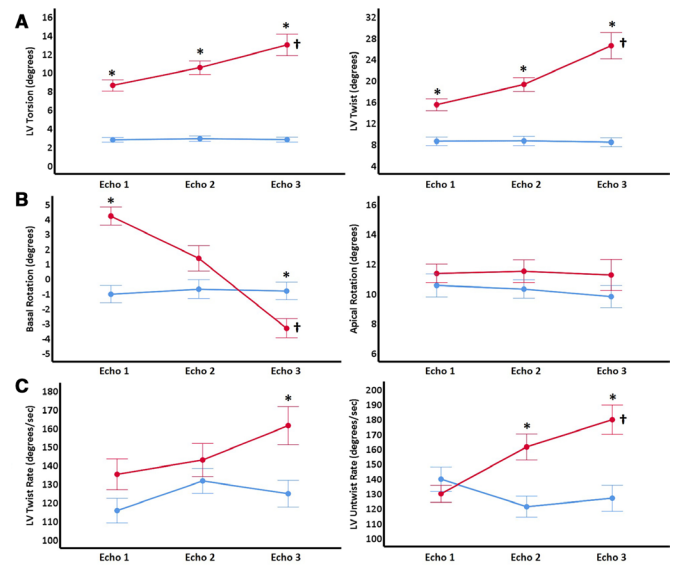 A
LV Torsion (degrees)
16
14
12
10
8
6
4
2
0
*
*
*
†
Echo 1
Echo 2
Echo 3
LV Twist (degrees)
32
28
24
20
16
12
8
4
*
*
*
†
Echo 1
Echo 2
Echo 3
B
Basal Rotation (degrees)
5
4
3
2
1
0
-1
-2
-3
-4
-5
*
*
†
Echo 1
Echo 2
Echo 3
Apical Rotation (degrees)
16
14
12
10
8
6
Echo 1
Echo 2
Echo 3
C
LV Twist Rate (degrees/sec)
180
170
160
150
140
130
120
110
100
*
Echo 1
Echo 2
Echo 3
LV Untwist Rate (degrees/sec)
200
190
180
170
160
150
140
130
120
110
100
*
*
†
Echo 1
Echo 2
Echo 3